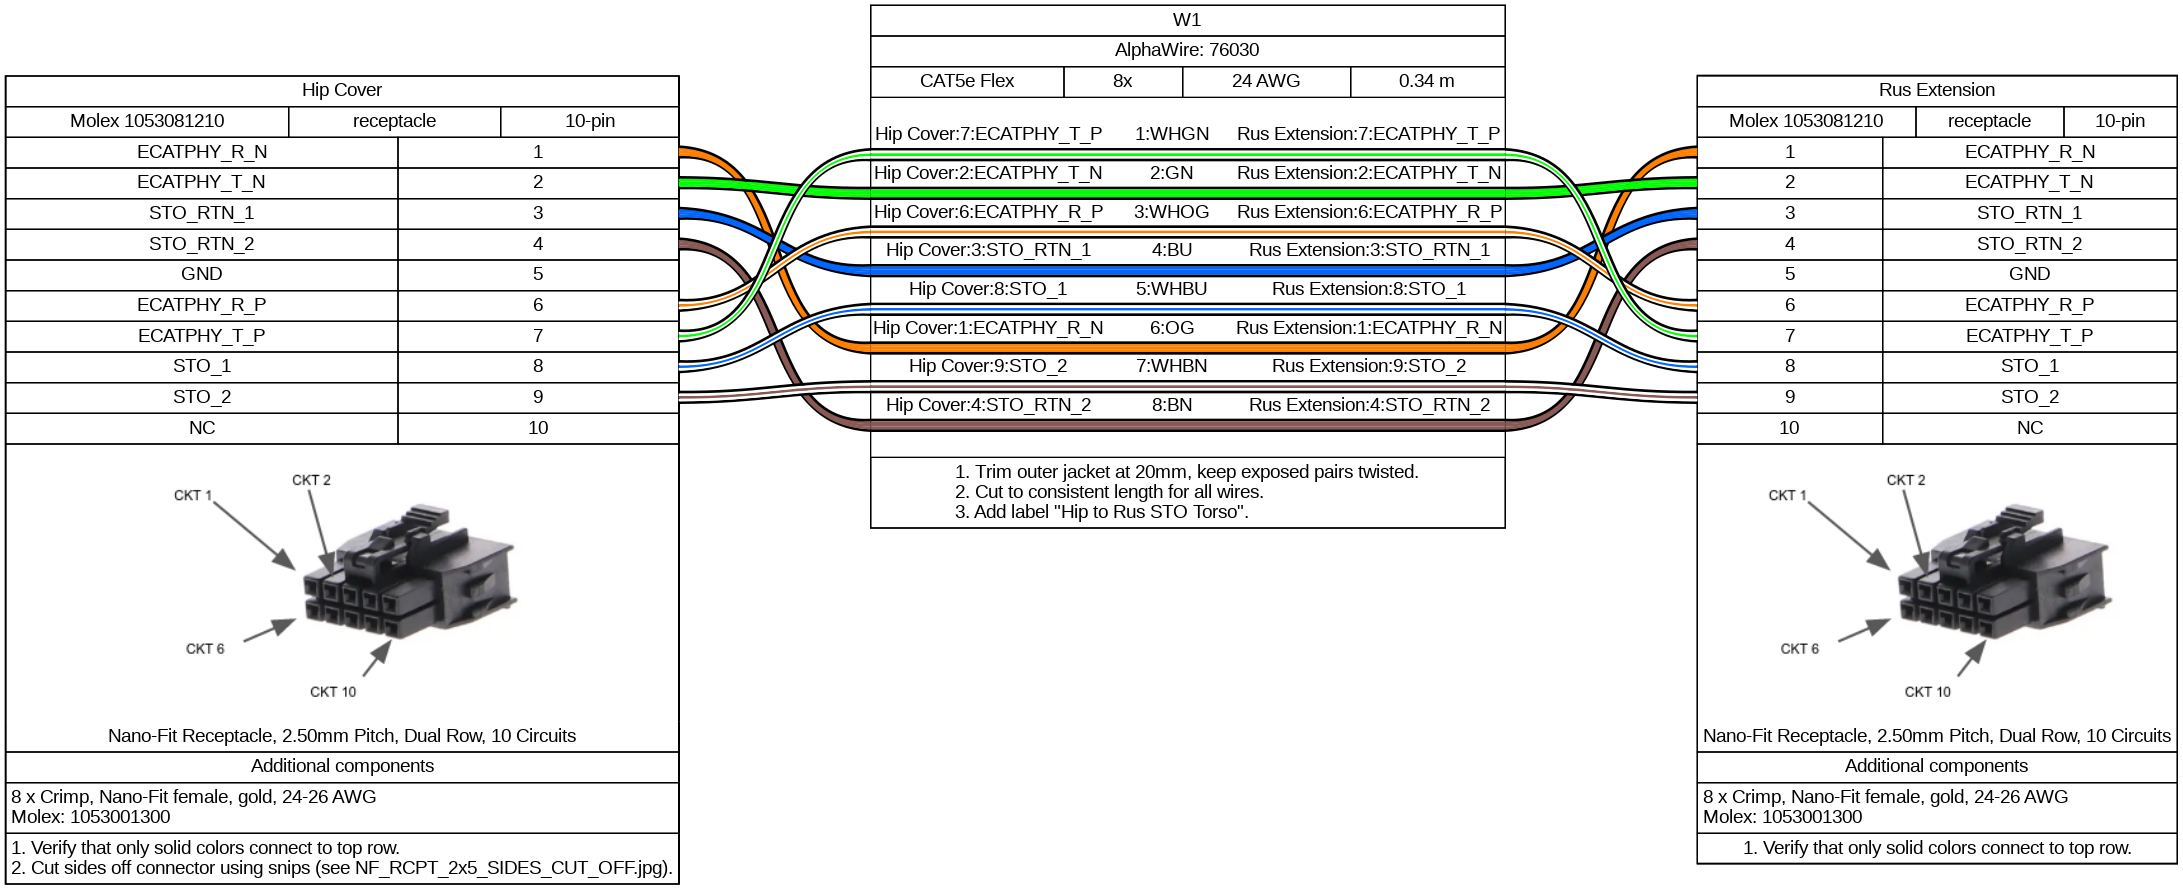 Hip Cover
Molex 1053081210 receptacle 10-pin
ECATPHY_R_N 1
ECATPHY_T_N 2
STO_RTN_1 3
STO_RTN_2 4
GND 5
ECATPHY_R_P 6
ECATPHY_T_P 7
STO_1 8
STO_2 9
NC 10
CKT 1
CKT 2
CKT 6
CKT 10
Nano-Fit Receptacle, 2.50mm Pitch, Dual Row, 10 Circuits
Additional components
8 x Crimp, Nano-Fit female, gold, 24-26 AWG
Molex: 1053001300
1. Verify that only solid colors connect to top row.
2. Cut sides off connector using snips (see NF_RCPT_2x5_SIDES_CUT_OFF.jpg).
W1
AlphaWire: 76030
CAT5e Flex 8x 24 AWG 0.34 m
Hip Cover:7:ECATPHY_T_P 1:WHGN Rus Extension:7:ECATPHY_T_P
Hip Cover:2:ECATPHY_T_N 2:GN Rus Extension:2:ECATPHY_T_N
Hip Cover:6:ECATPHY_R_P 3:WHOG Rus Extension:6:ECATPHY_R_P
Hip Cover:3:STO_RTN_1 4:BU Rus Extension:3:STO_RTN_1
Hip Cover:8:STO_1 5:WHBU Rus Extension:8:STO_1
Hip Cover:1:ECATPHY_R_N 6:OG Rus Extension:1:ECATPHY_R_N
Hip Cover:9:STO_2 7:WHBN Rus Extension:9:STO_2
Hip Cover:4:STO_RTN_2 8:BN Rus Extension:4:STO_RTN_2
1. Trim outer jacket at 20mm, keep exposed pairs twisted.
2. Cut to consistent length for all wires.
3. Add label "Hip to Rus STO Torso".
Rus Extension
Molex 1053081210 receptacle 10-pin
1 ECATPHY_R_N
2 ECATPHY_T_N
3 STO_RTN_1
4 STO_RTN_2
5 GND
6 ECATPHY_R_P
7 ECATPHY_T_P
8 STO_1
9 STO_2
10 NC
CKT 1
CKT 2
CKT 6
CKT 10
Nano-Fit Receptacle, 2.50mm Pitch, Dual Row, 10 Circuits
Additional components
8 x Crimp, Nano-Fit female, gold, 24-26 AWG
Molex: 1053001300
1. Verify that only solid colors connect to top row.